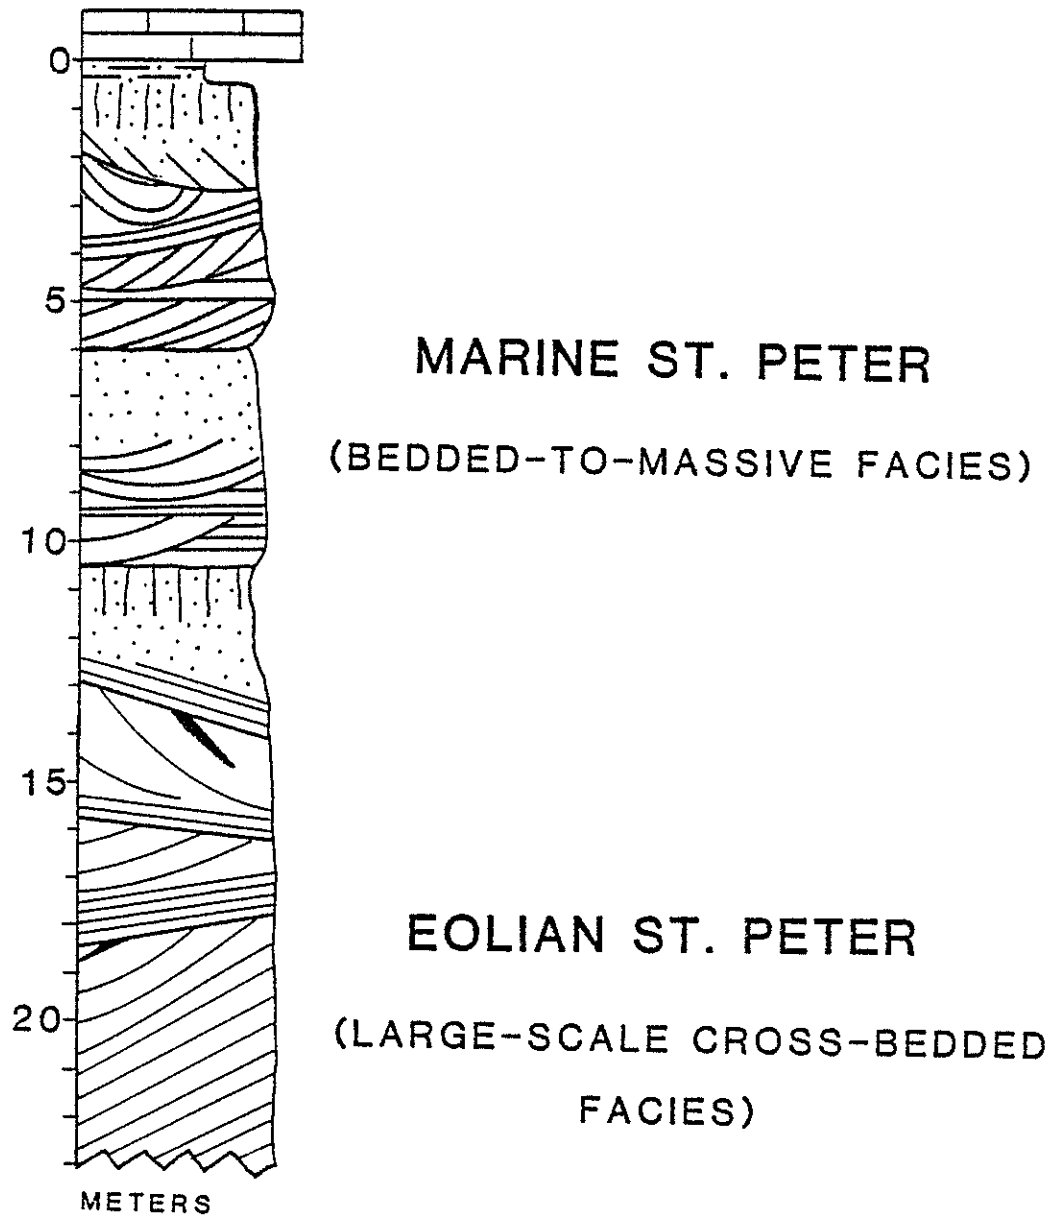 0
5
MARINE ST. PETER
(BEDDED-TO-MASSIVE FACIES)
10
15
EOLIAN ST. PETER
20
(LARGE-SCALE CROSS-BEDDED
FACIES)
METERS